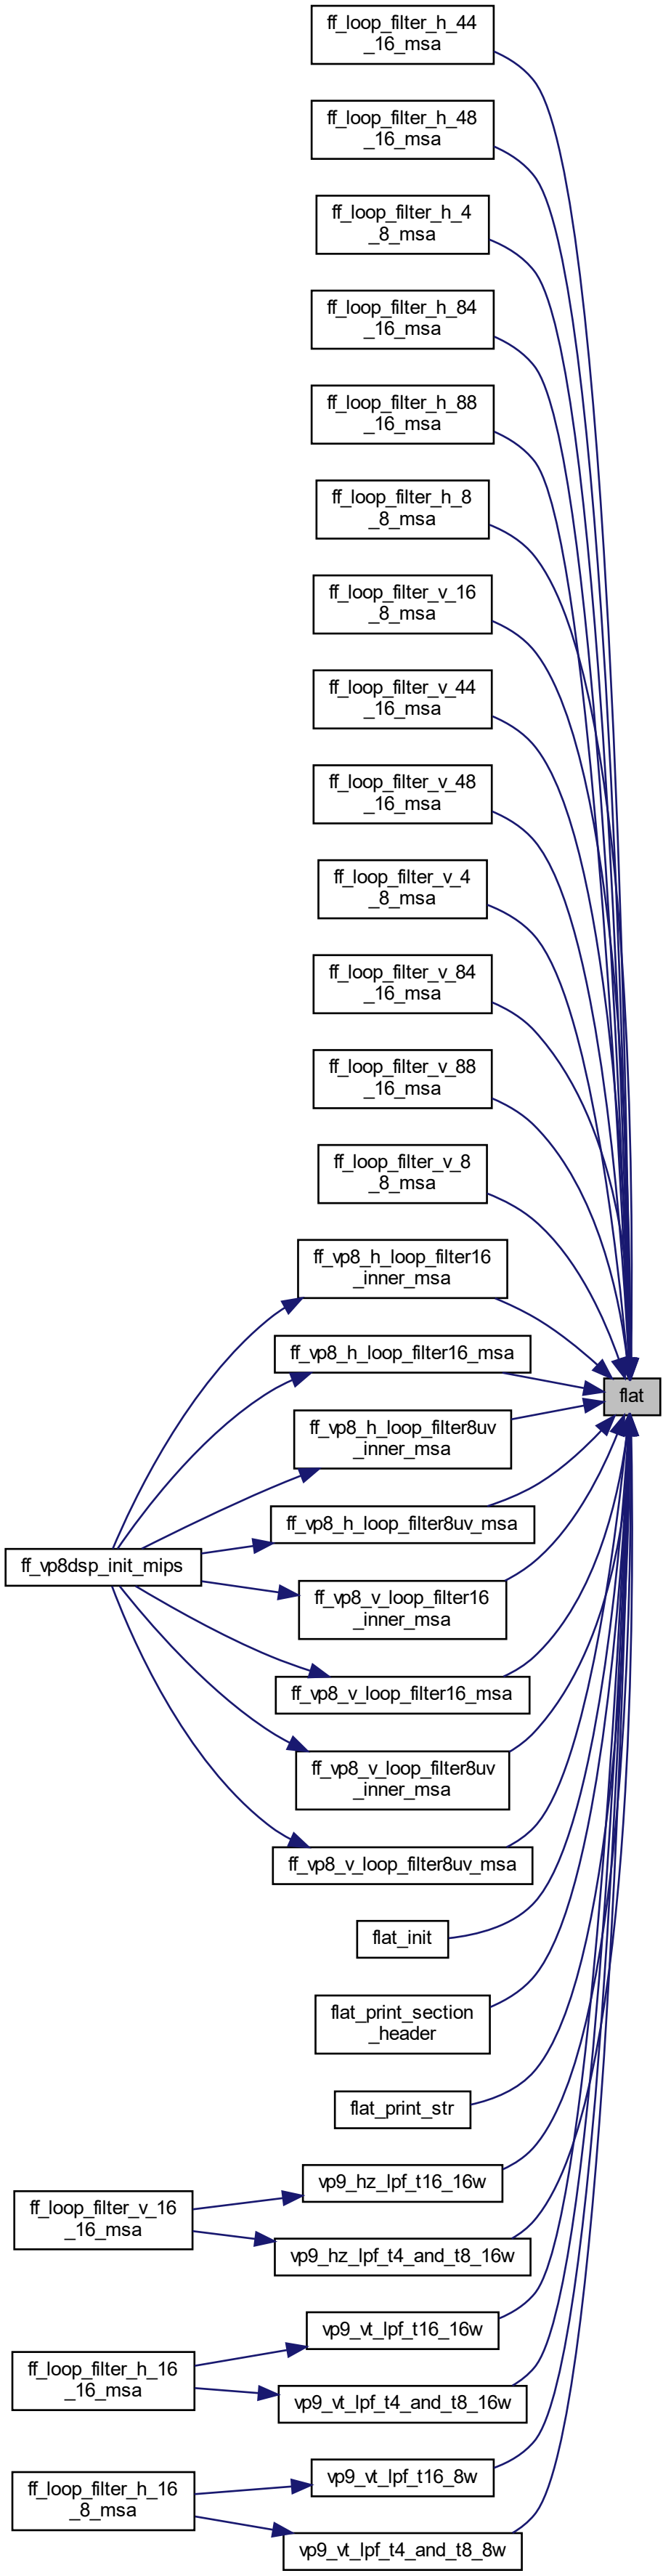 ff_loop_filter_h_44
_16_msa
ff_loop_filter_h_48
_16_msa
ff_loop_filter_h_4
_8_msa
ff_loop_filter_h_84
_16_msa
ff_loop_filter_h_88
_16_msa
ff_loop_filter_h_8
_8_msa
ff_loop_filter_v_16
_8_msa
ff_loop_filter_v_44
_16_msa
ff_loop_filter_v_48
_16_msa
ff_loop_filter_v_4
_8_msa
ff_loop_filter_v_84
_16_msa
ff_loop_filter_v_88
_16_msa
ff_loop_filter_v_8
_8_msa
ff_vp8_h_loop_filter16
_inner_msa
ff_vp8_h_loop_filter16_msa
flat
ff_vp8_h_loop_filter8uv
_inner_msa
ff_vp8_h_loop_filter8uv_msa
ff_vp8dsp_init_mips
ff_vp8_v_loop_filter16
_inner_msa
ff_vp8_v_loop_filter16_msa
ff_vp8_v_loop_filter8uv
_inner_msa
ff_vp8_v_loop_filter8uv_msa
flat_init
flat_print_section
_header
flat_print_str
vp9_hz_lpf_t16_16w
ff_loop_filter_v_16
_16_msa
vp9_hz_lpf_t4_and_t8_16w
vp9_vt_lpf_t16_16w
ff_loop_filter_h_16
_16_msa
vp9_vt_lpf_t4_and_t8_16w
vp9_vt_lpf_t16_8w
ff_loop_filter_h_16
_8_msa
vp9_vt_lpf_t4_and_t8_8w